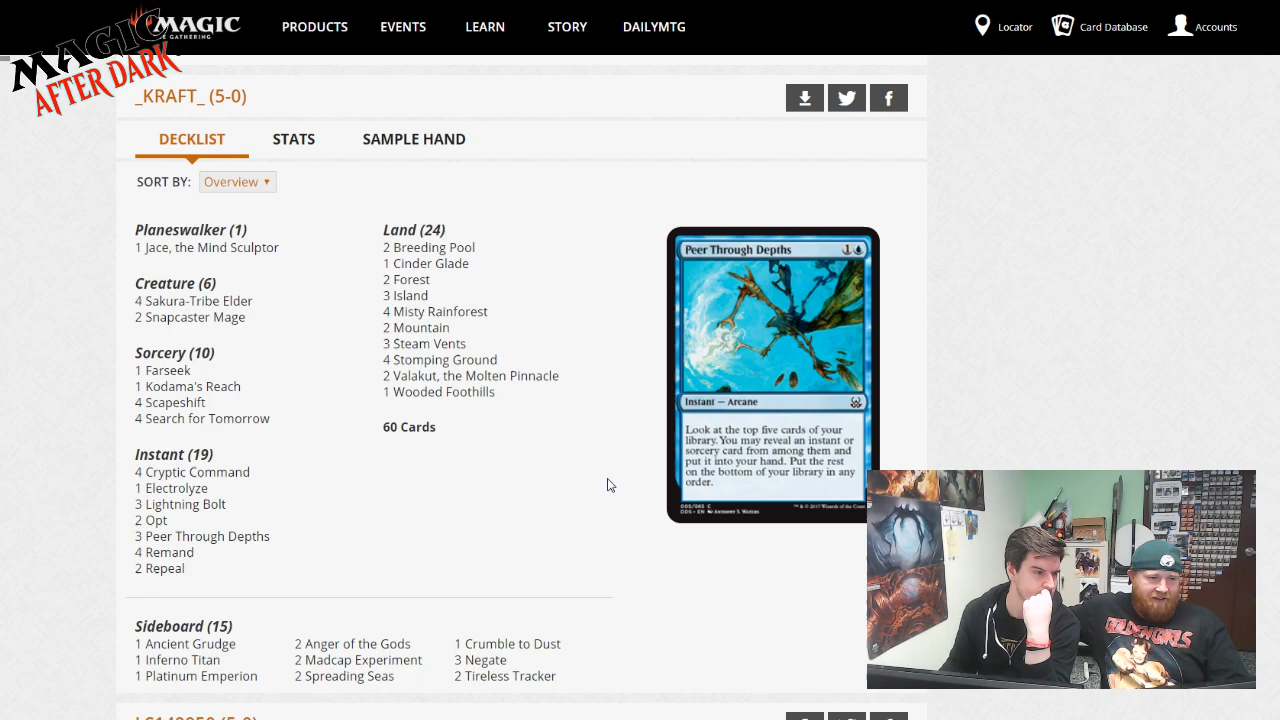 MAGIC
THE GATHERING
PRODUCTS
EVENTS
LEARN
STORY
DAILYMTG
Locator
Card Database
Accounts
MAGIC
AFTER DARK
_KRAFT_ (5-0)
DECKLIST
STATS
SAMPLE HAND
SORT BY: Overview
Planeswalker (1)
1 Jace, the Mind Sculptor
Creature (6)
4 Sakura-Tribe Elder
2 Snapcaster Mage
Sorcery (10)
1 Farseek
1 Kodama's Reach
4 Scapeshift
4 Search for Tomorrow
Instant (19)
4 Cryptic Command
1 Electrolyze
3 Lightning Bolt
2 Opt
3 Peer Through Depths
4 Remand
2 Repeal
Land (24)
2 Breeding Pool
1 Cinder Glade
2 Forest
3 Island
4 Misty Rainforest
2 Mountain
3 Steam Vents
4 Stomping Ground
2 Valakut, the Molten Pinnacle
1 Wooded Foothills
60 Cards
Peer Through Depths 1
Instant — Arcane
Look at the top five cards of your
library. You may reveal an instant or
sorcery card from among them and
put it into your hand. Put the rest
on the bottom of your library in any
order.
Sideboard (15)
1 Ancient Grudge
1 Inferno Titan
1 Platinum Emperion
2 Anger of the Gods
2 Madcap Experiment
2 Spreading Seas
1 Crumble to Dust
3 Negate
2 Tireless Tracker
GOLDEN GIRLS